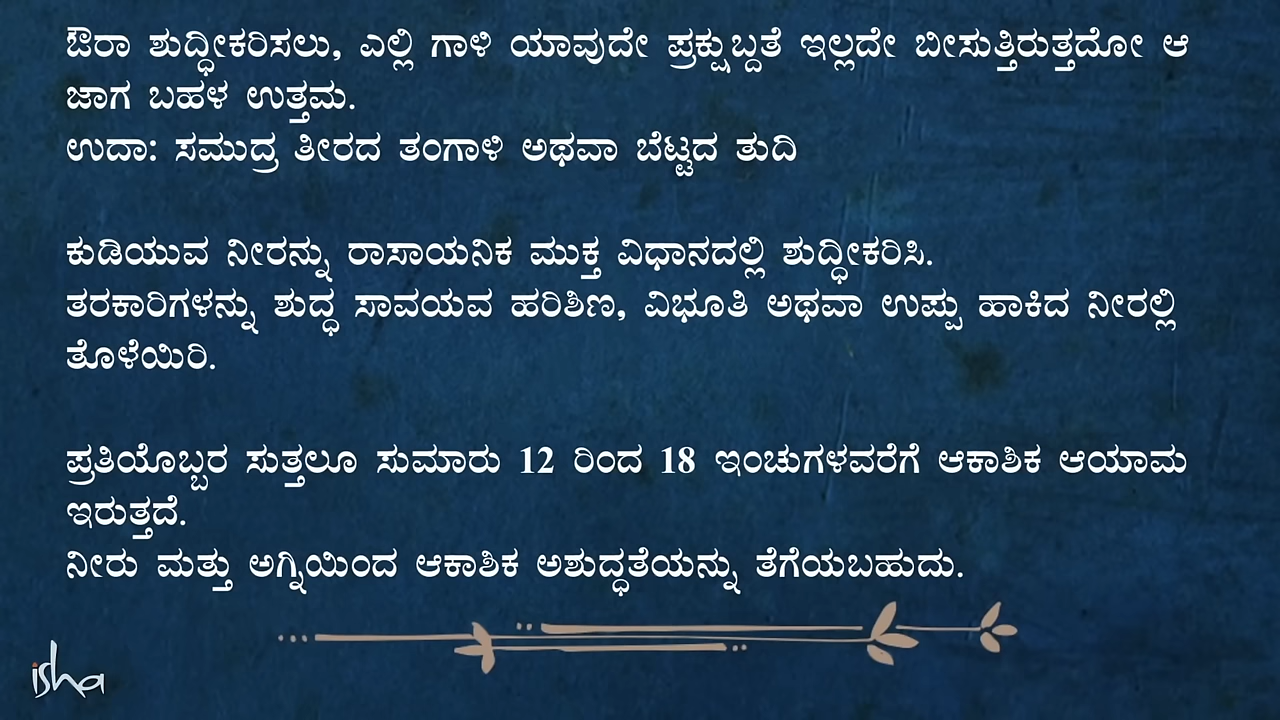 ಔರಾ ಶುದ್ಧೀಕರಿಸಲು, ಎಲ್ಲಿ ಗಾಳಿ ಯಾವುದೇ ಪ್ರಕ್ಷುಬ್ದತೆ ಇಲ್ಲದೇ ಬೀಸುತ್ತಿರುತ್ತದೋ ಆ
ಜಾಗ ಬಹಳ ಉತ್ತಮ.
ಉದಾ: ಸಮುದ್ರ ತೀರದ ತಂಗಾಳಿ ಅಥವಾ ಬೆಟ್ಟದ ತುದಿ
ಕುಡಿಯುವ ನೀರನ್ನು ರಾಸಾಯನಿಕ ಮುಕ್ತ ವಿಧಾನದಲ್ಲಿ ಶುದ್ಧೀಕರಿಸಿ.
ತರಕಾರಿಗಳನ್ನು ಶುದ್ಧ ಸಾವಯವ ಹರಿಶಿಣ, ವಿಭೂತಿ ಅಥವಾ ಉಪ್ಪು ಹಾಕಿದ ನೀರಲ್ಲಿ
ತೊಳೆಯಿರಿ.
ಪ್ರತಿಯೊಬ್ಬರ ಸುತ್ತಲೂ ಸುಮಾರು 12 ರಿಂದ 18 ಇಂಚುಗಳವರೆಗೆ ಆಕಾಶಿಕ ಆಯಾಮ
ಇರುತ್ತದೆ.
ನೀರು ಮತ್ತು ಅಗ್ನಿಯಿಂದ ಆಕಾಶಿಕ ಅಶುದ್ಧತೆಯನ್ನು ತೆಗೆಯಬಹುದು.
isha